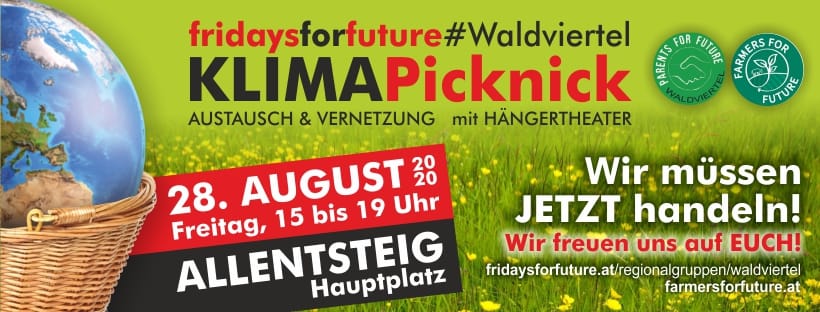 fridaysforfuture#Waldviertel
KLIMAPicknick
AUSTAUSCH & VERNETZUNG mit HÄNGERTHEATER
PARENTS FOR FUTURE
WALDVIERTEL
FARMERS FOR
FUTURE
28. AUGUST 2020
Freitag, 15 bis 19 Uhr
ALLENTSTEIG
Hauptplatz
Wir müssen
JETZT handeln!
Wir freuen uns auf EUCH!
fridaysforfuture.at/regionalgruppen/waldviertel
farmersforfuture.at